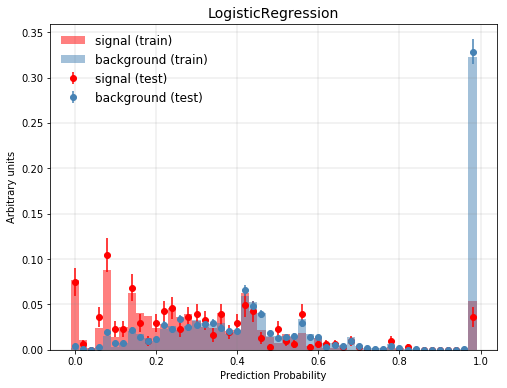 LogisticRegression
signal (train)
background (train)
signal (test)
background (test)
Arbitrary units
0.35
0.30
0.25
0.20
0.15
0.10
0.05
0.00
0.0 0.2 0.4 0.6 0.8 1.0
Prediction Probability